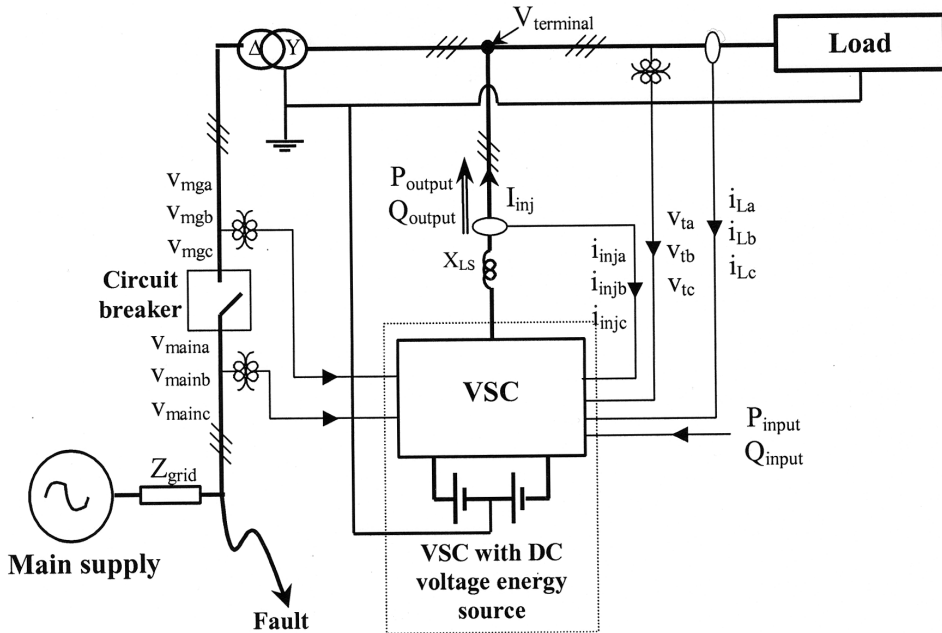 V_terminal
Δ Y
Load
v_mga
v_mgb
v_mgc
P_output
Q_output
I_inj
i_La
i_Lb
i_Lc
v_ta
v_tb
v_tc
X_LS
i_inja
i_injb
i_injc
Circuit
breaker
v_maina
v_mainb
v_mainc
VSC
P_input
Q_input
Z_grid
Main supply
VSC with DC
voltage energy
source
Fault